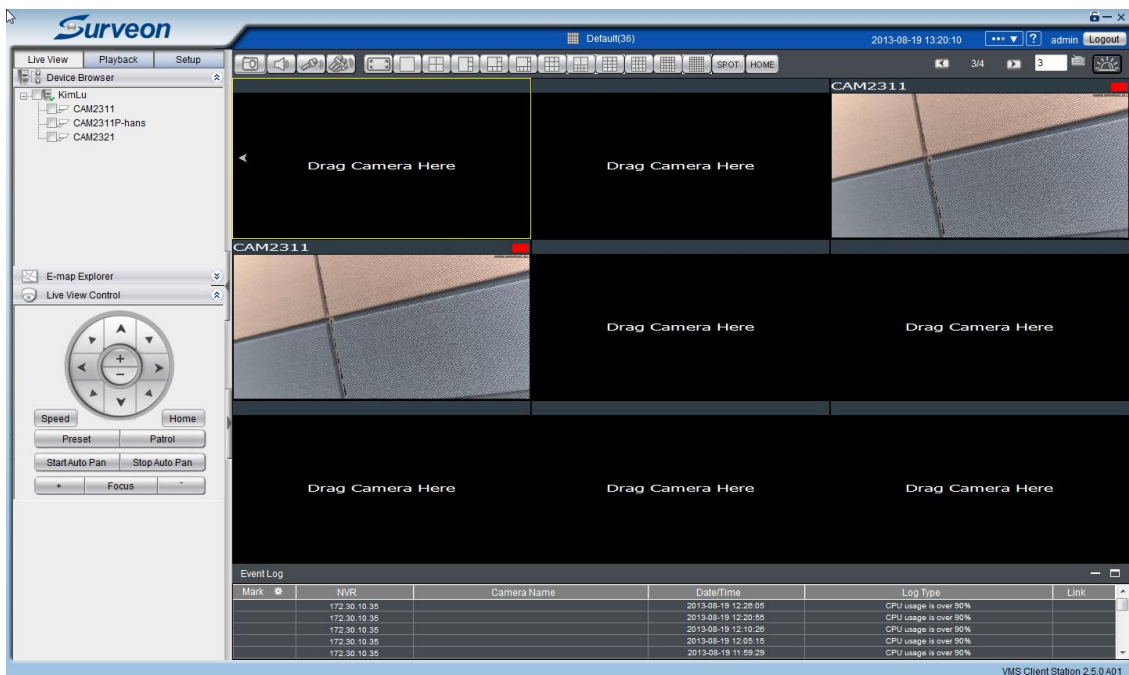 Surveon
Default(36)
2013-08-19 13:20:10
? admin Logout
Live View Playback Setup
SPOT HOME
3/4 3
Device Browser
KimLu
CAM2311
CAM2311P-hans
CAM2321
CAM2311
Drag Camera Here Drag Camera Here
CAM2311
E-map Explorer
Live View Control
Drag Camera Here Drag Camera Here
+
−
Speed Home
Preset Patrol
Start Auto Pan Stop Auto Pan
+ Focus -
Drag Camera Here Drag Camera Here Drag Camera Here
Event Log
Mark NVR Camera Name Date/Time Log Type Link
172.30.10.35 2013-08-19 12:26:05 CPU usage is over 90%
172.30.10.35 2013-08-19 12:20:55 CPU usage is over 90%
172.30.10.35 2013-08-19 12:10:26 CPU usage is over 90%
172.30.10.35 2013-08-19 12:05:15 CPU usage is over 90%
172.30.10.35 2013-08-19 11:59:29 CPU usage is over 90%
VMS Client Station 2.5.0 A01